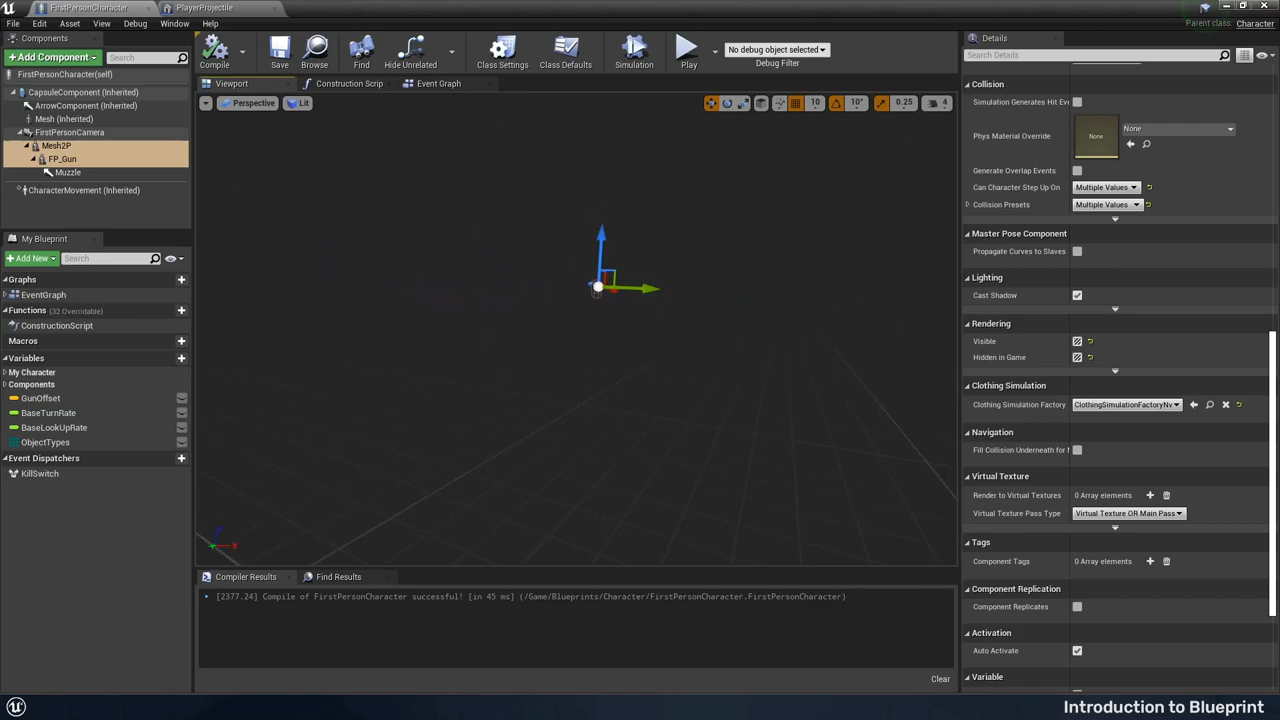 FirstPersonCharacter
PlayerProjectile
File Edit Asset View Debug Window Help
Parent class: Character
Components
Add Component
Search
FirstPersonCharacter(self)
CapsuleComponent (Inherited)
ArrowComponent (Inherited)
Mesh (Inherited)
FirstPersonCamera
Mesh2P
FP_Gun
Muzzle
CharacterMovement (Inherited)
My Blueprint
Add New
Search
Graphs
EventGraph
Functions (32 Overridable)
ConstructionScript
Macros
Variables
My Character
Components
GunOffset
BaseTurnRate
BaseLookUpRate
ObjectTypes
Event Dispatchers
KillSwitch
Compile
Save
Browse
Find
Hide Unrelated
Class Settings
Class Defaults
Simulation
Play
No debug object selected
Debug Filter
Viewport
Construction Scrip
Event Graph
Perspective
Lit
10
10°
0.25
4
Compiler Results
Find Results
[2377.24] Compile of FirstPersonCharacter successful! [in 45 ms] (/Game/Blueprints/Character/FirstPersonCharacter.FirstPersonCharacter)
Clear
Details
Search Details
Collision
Simulation Generates Hit Eve
Phys Material Override
None
None
Generate Overlap Events
Can Character Step Up On
Multiple Values
Collision Presets
Multiple Values
Master Pose Component
Propagate Curves to Slaves
Lighting
Cast Shadow
Rendering
Visible
Hidden in Game
Clothing Simulation
Clothing Simulation Factory
ClothingSimulationFactoryNv
Navigation
Fill Collision Underneath for
Virtual Texture
Render to Virtual Textures
0 Array elements
Virtual Texture Pass Type
Virtual Texture OR Main Pass
Tags
Component Tags
0 Array elements
Component Replication
Component Replicates
Activation
Auto Activate
Variable
Introduction to Blueprint